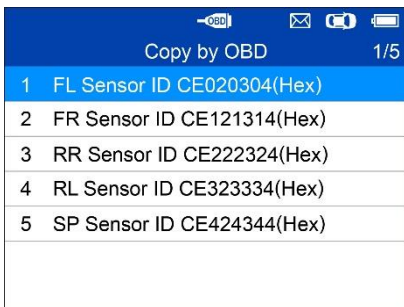 OBD
Copy by OBD 1/5
1 FL Sensor ID CE020304(Hex)
2 FR Sensor ID CE121314(Hex)
3 RR Sensor ID CE222324(Hex)
4 RL Sensor ID CE323334(Hex)
5 SP Sensor ID CE424344(Hex)